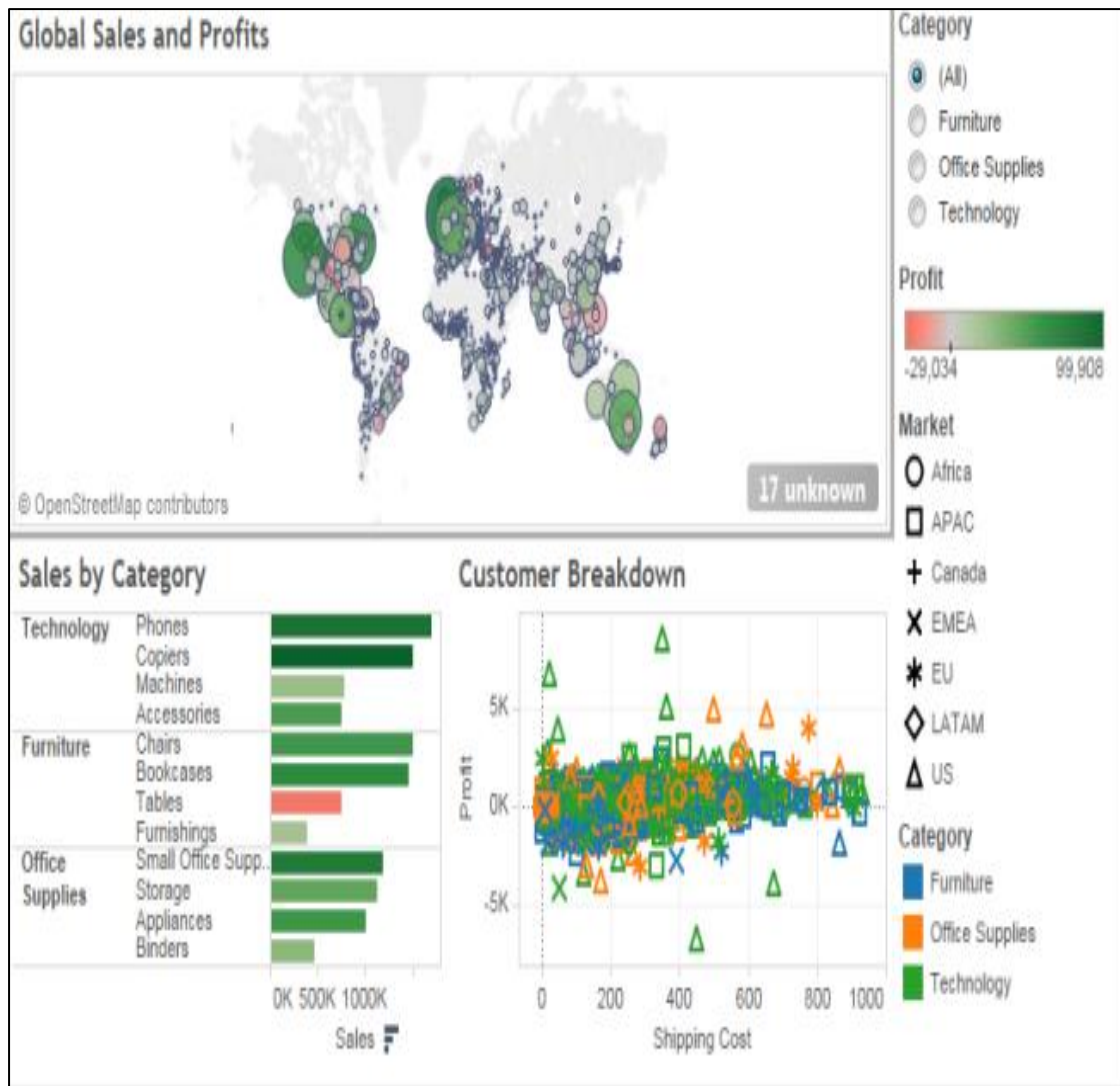 Global Sales and Profits
© OpenStreetMap contributors
17 unknown
Category
(All)
Furniture
Office Supplies
Technology
Profit
-29,034 99,908
Market
Africa
APAC
Canada
EMEA
EU
LATAM
US
Category
Furniture
Office Supplies
Technology
Sales by Category
Technology Phones
Copiers
Machines
Accessories
Furniture Chairs
Bookcases
Tables
Furnishings
Office Supplies Small Office Supp..
Storage
Appliances
Binders
0K 500K 1000K
Sales
Customer Breakdown
Profit
5K
0K
-5K
0 200 400 600 800 1000
Shipping Cost